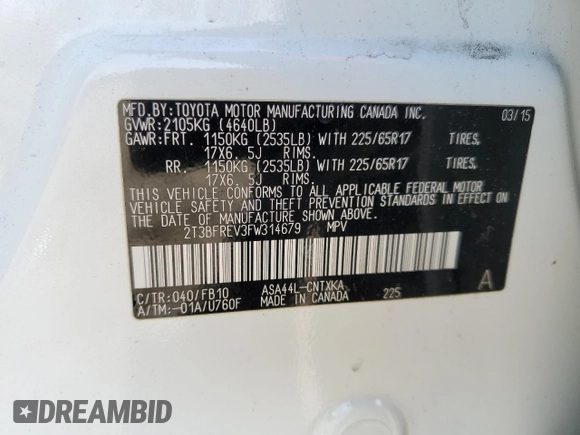 MFD.BY:TOYOTA MOTOR MANUFACTURING CANADA INC. 03/15
GVWR:2105KG (4640LB)
GAWR:FRT. 1150KG (2535LB) WITH 225/65R17 TIRES,
17X6. 5J RIMS.
RR. 1150KG (2535LB) WITH 225/65R17 TIRES,
17X6. 5J RIMS.
THIS VEHICLE CONFORMS TO ALL APPLICABLE FEDERAL MOTOR
VEHICLE SAFETY AND THEFT PREVENTION STANDARDS IN EFFECT ON
THE DATE OF MANUFACTURE SHOWN ABOVE.
2T3BFREV3FW314679 MPV
C/TR:040/FB10 ASA44L-CNTXKA A
A/TM:-01A/U760F MADE IN CANADA 225
DREAMBID